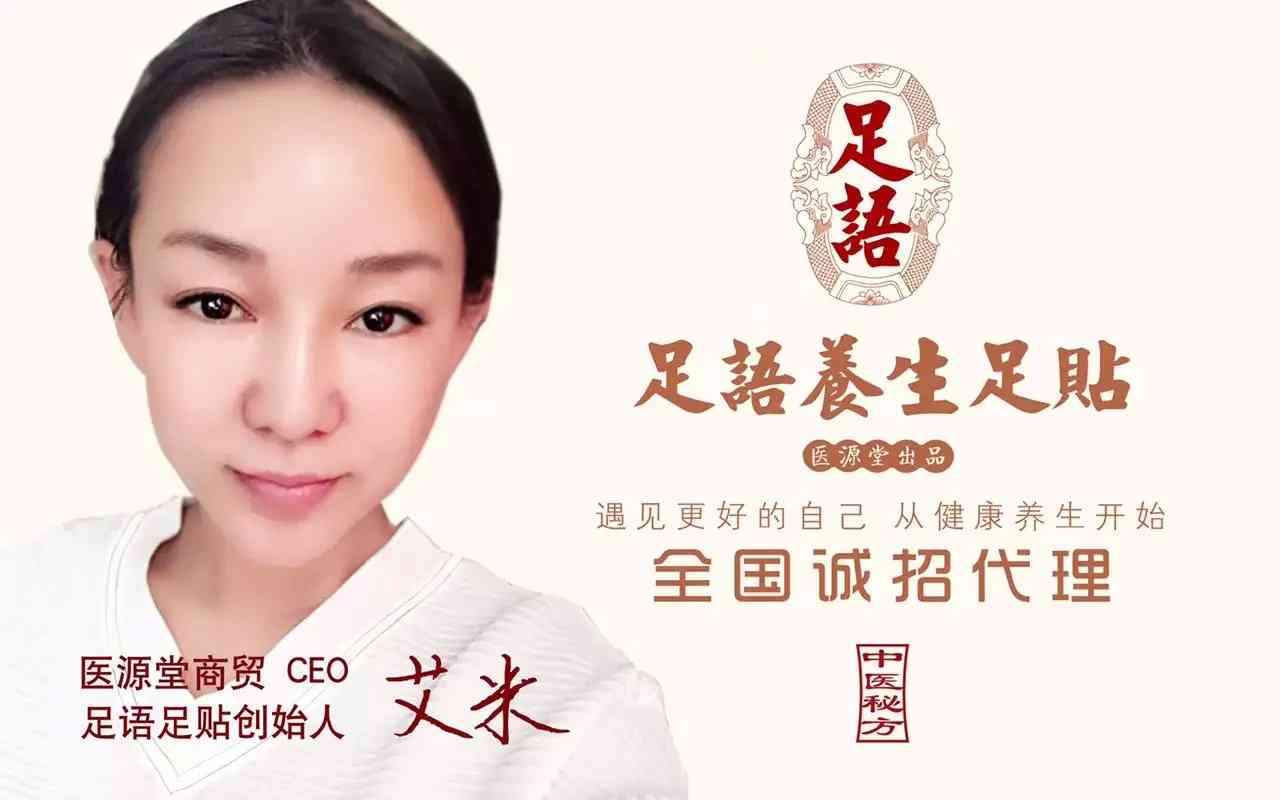 足語
足語養生足貼
医源堂出品
遇见更好的自己 从健康养生开始
全国诚招代理
中医秘方
医源堂商贸 CEO
足语足贴创始人
艾米